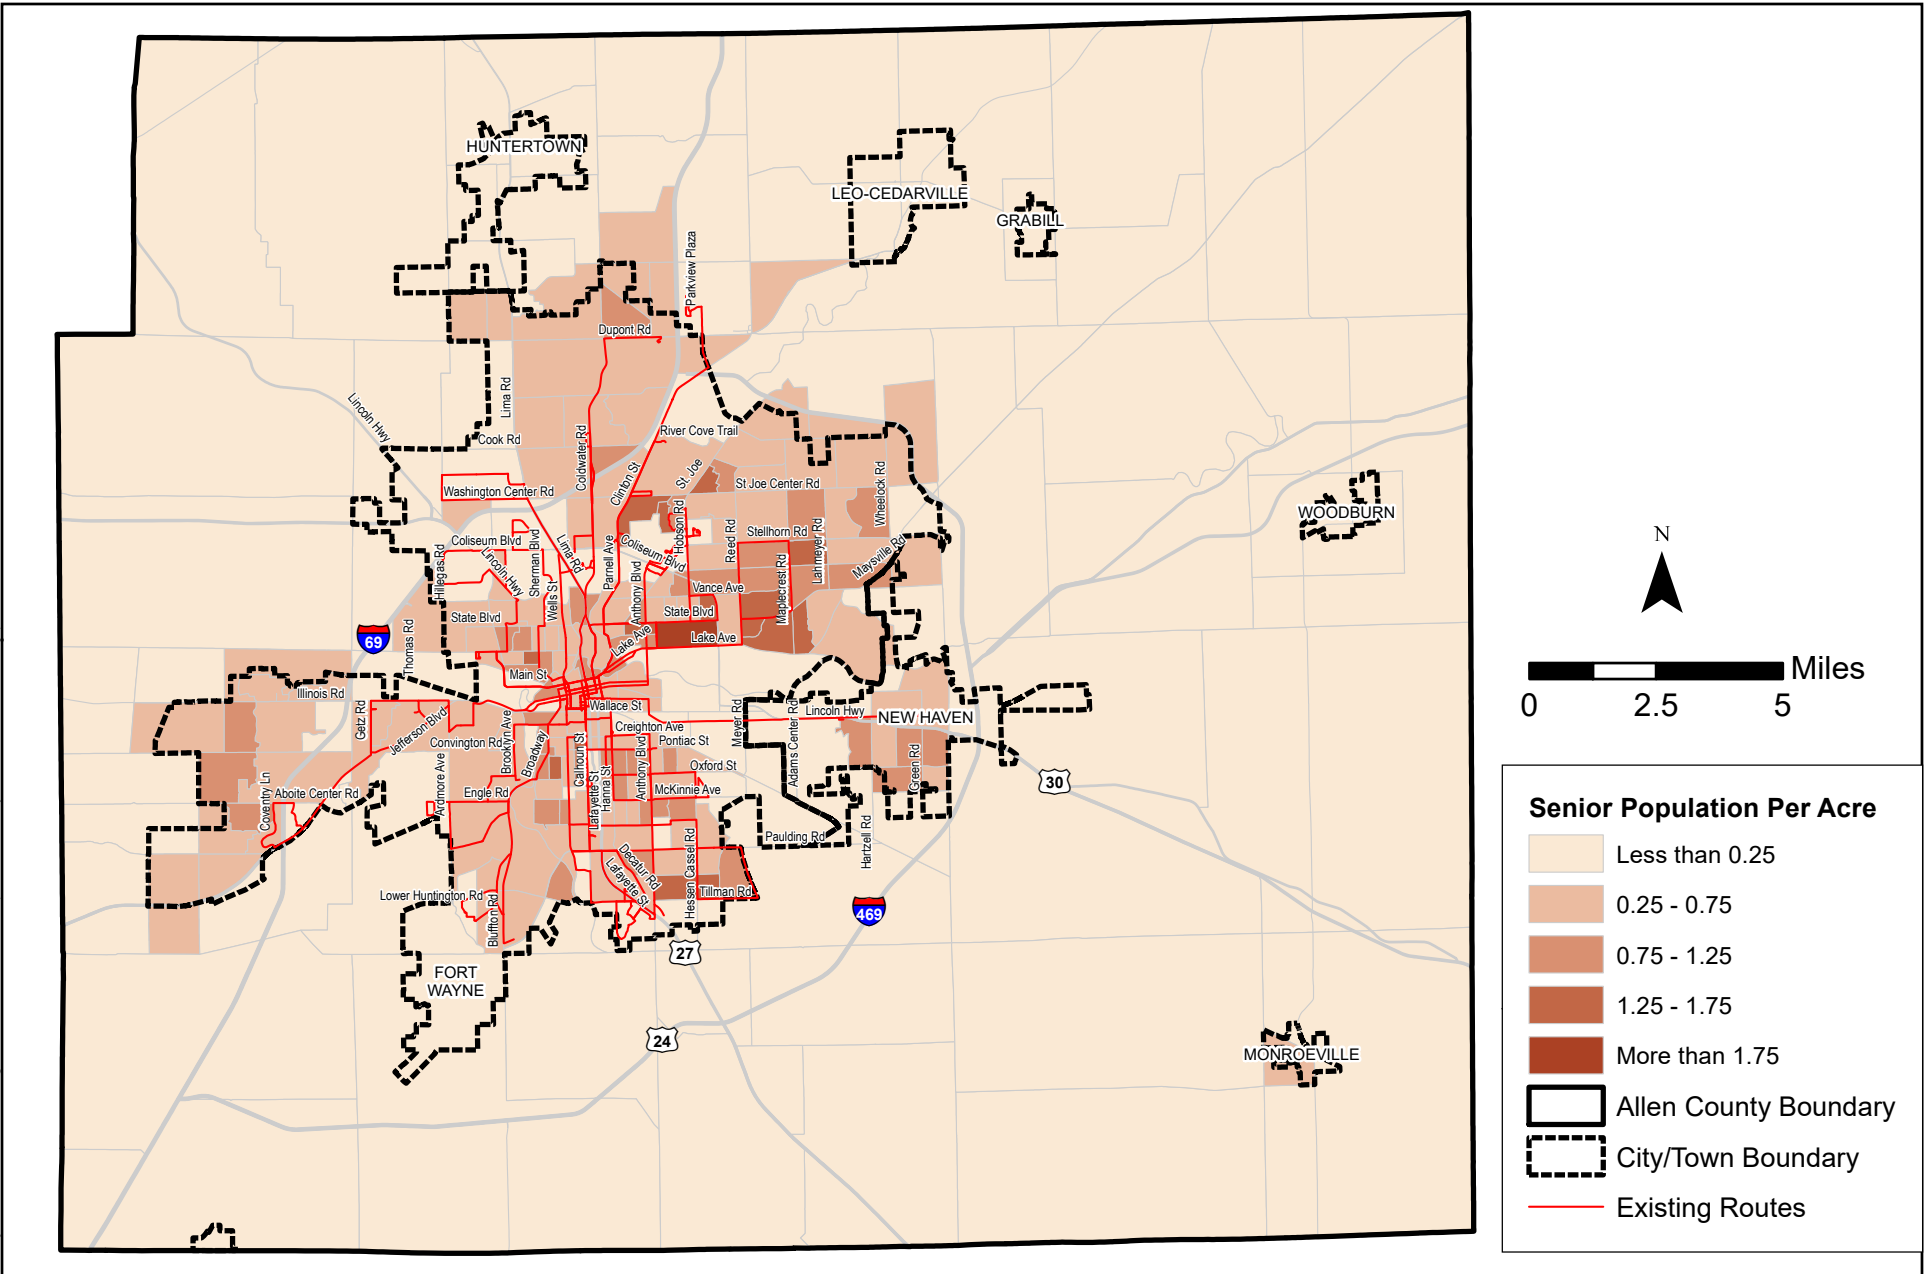 HUNTERTOWN
LEO-CEDARVILLE
GRABILL
Parkview Plaza
Dupont Rd
Lima Rd
Lincoln Hwy
Cook Rd
Coldwater Rd
River Cove Trail
Clinton St
St. Joe
St Joe Center Rd
Wheelock Rd
Washington Center Rd
WOODBURN
Hobson Rd
Reed Rd
Stellhorn Rd
Lahmeyer Rd
Maysville Rd
Coliseum Blvd
Lincoln Hwy
Hillegas Rd
Sherman Blvd
Lima Rd
Wells St
Parnell Ave
Coliseum Blvd
Anthony Blvd
Maplecrest Rd
Vance Ave
State Blvd
State Blvd
Lake Ave
Lake Ave
69
Thomas Rd
Main St
Illinois Rd
Getz Rd
Jefferson Blvd
Convington Rd
Brooklyn Ave
Broadway
Wallace St
Creighton Ave
Pontiac St
Oxford St
McKinnie Ave
Meyer Rd
Adams Center Rd
Lincoln Hwy
NEW HAVEN
Green Rd
Calhoun St
Lafayette St
Hanna St
Anthony Blvd
Ardmore Ave
Engle Rd
Coventry Ln
Aboite Center Rd
Paulding Rd
Hartzell Rd
30
Decatur Rd
Lafayette St
Hessen Cassel Rd
Tillman Rd
Lower Huntington Rd
Bluffton Rd
469
27
FORT
WAYNE
24
MONROEVILLE
N
Miles
0 2.5 5
Senior Population Per Acre
Less than 0.25
0.25 - 0.75
0.75 - 1.25
1.25 - 1.75
More than 1.75
Allen County Boundary
City/Town Boundary
Existing Routes